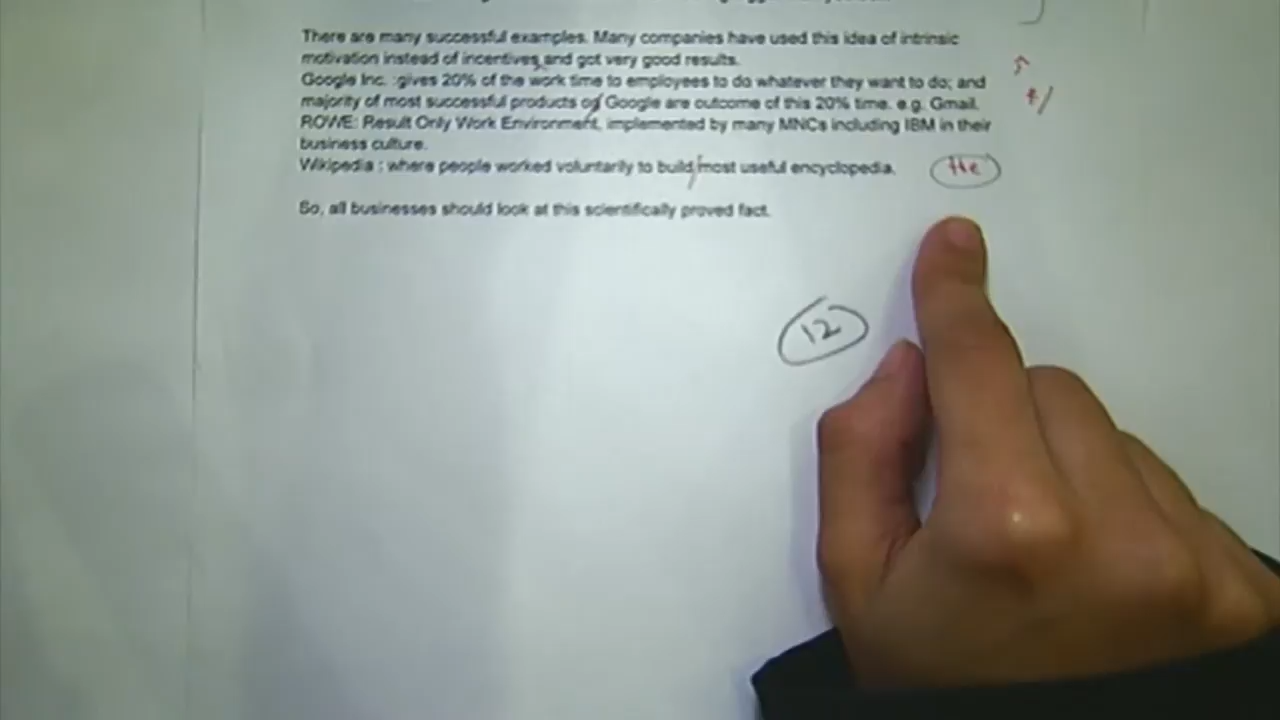 There are many successful examples. Many companies have used this idea of intrinsic
motivation instead of incentives and got very good results.
Google Inc. :gives 20% of the work time to employees to do whatever they want to do; and
majority of most successful products of Google are outcome of this 20% time. e.g. Gmail.
f/
ROWE: Result Only Work Environment, implemented by many MNCs including IBM in their
business culture.
Wikipedia : where people worked voluntarily to build most useful encyclopedia.
the
So, all businesses should look at this scientifically proved fact.
12